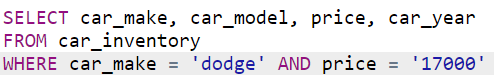 SELECT car_make, car_model, price, car_year
FROM car_inventory
WHERE car_make = 'dodge' AND price = '17000'